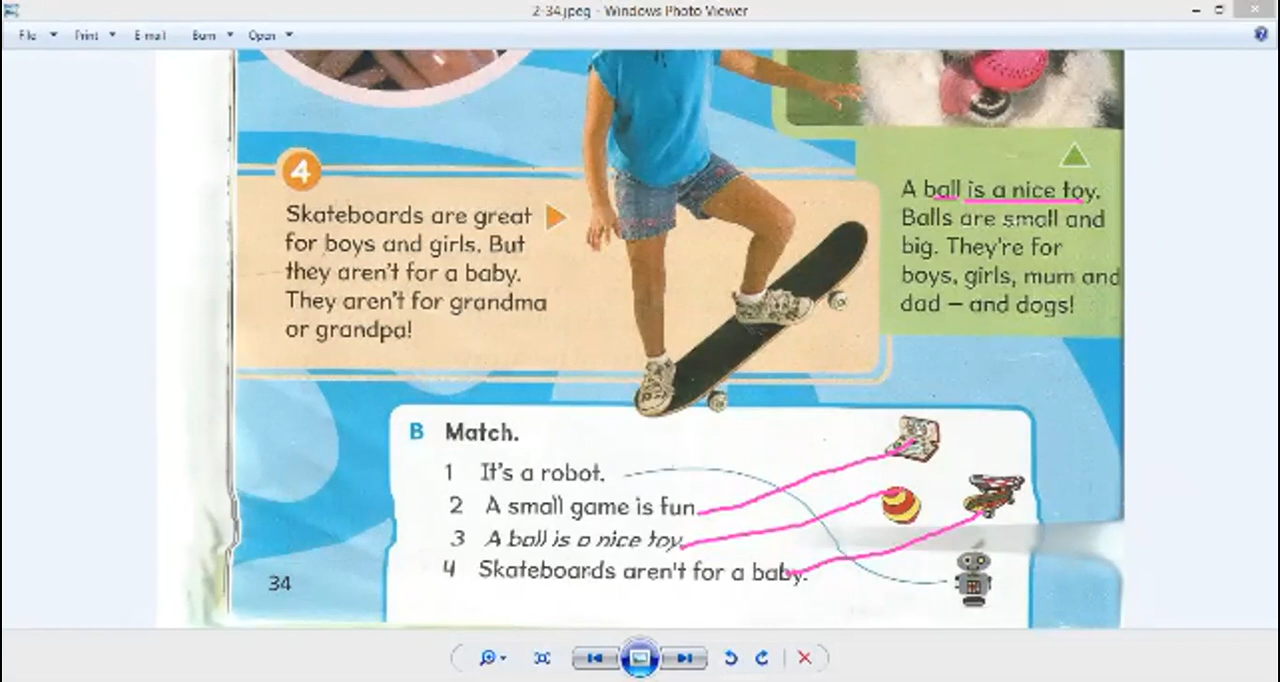 2-34.jpeg - Windows Photo Viewer
File Print E-mail Burn Open
4
Skateboards are great
for boys and girls. But
they aren't for a baby.
They aren't for grandma
or grandpa!
A ball is a nice toy.
Balls are small and
big. They're for
boys, girls, mum and
dad – and dogs!
B Match.
1 It's a robot.
2 A small game is fun
3 A ball is a nice toy.
4 Skateboards aren't for a baby.
34